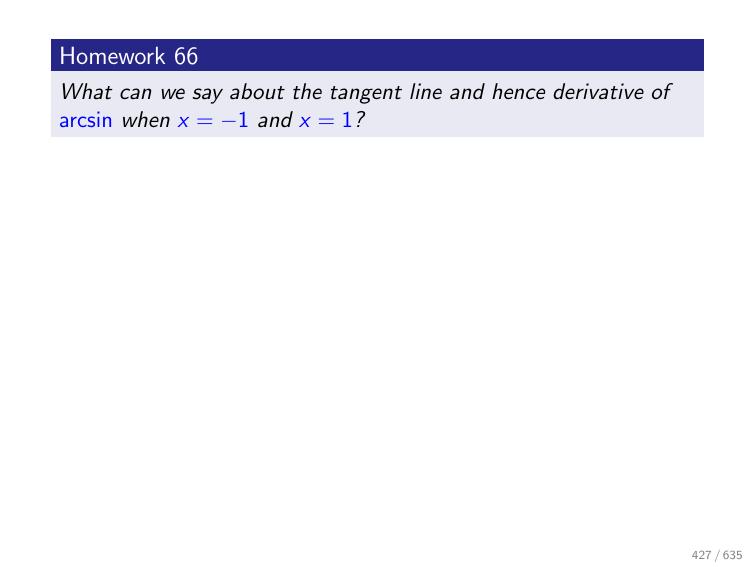 Homework 66
What can we say about the tangent line and hence derivative of
arcsin when x = −1 and x = 1?
427 / 635